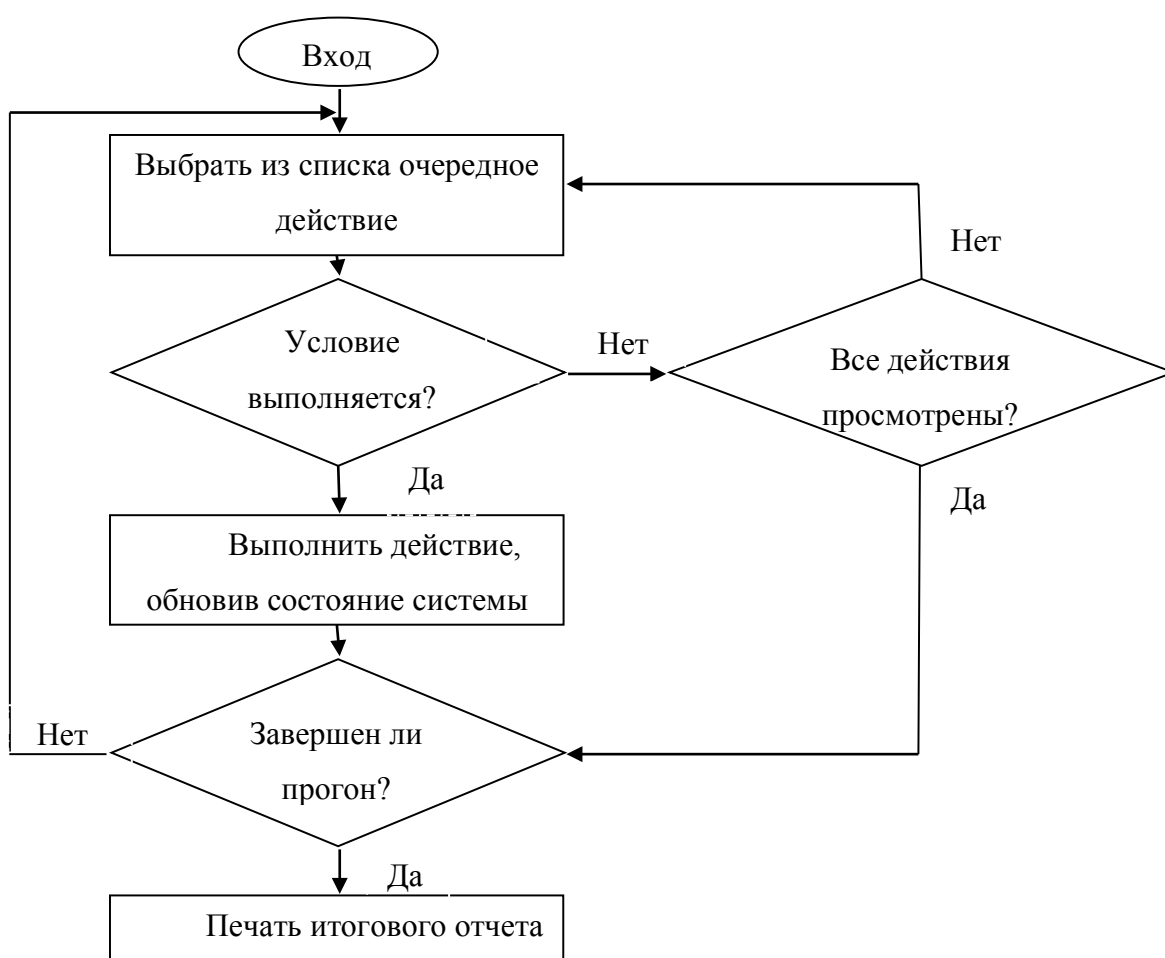 Вход
Выбрать из списка очередное
действие
Нет
Условие
выполняется?
Нет
Все действия
просмотрены?
Да
Да
Выполнить действие,
обновив состояние системы
Нет
Завершен ли
прогон?
Да
Печать итогового отчета